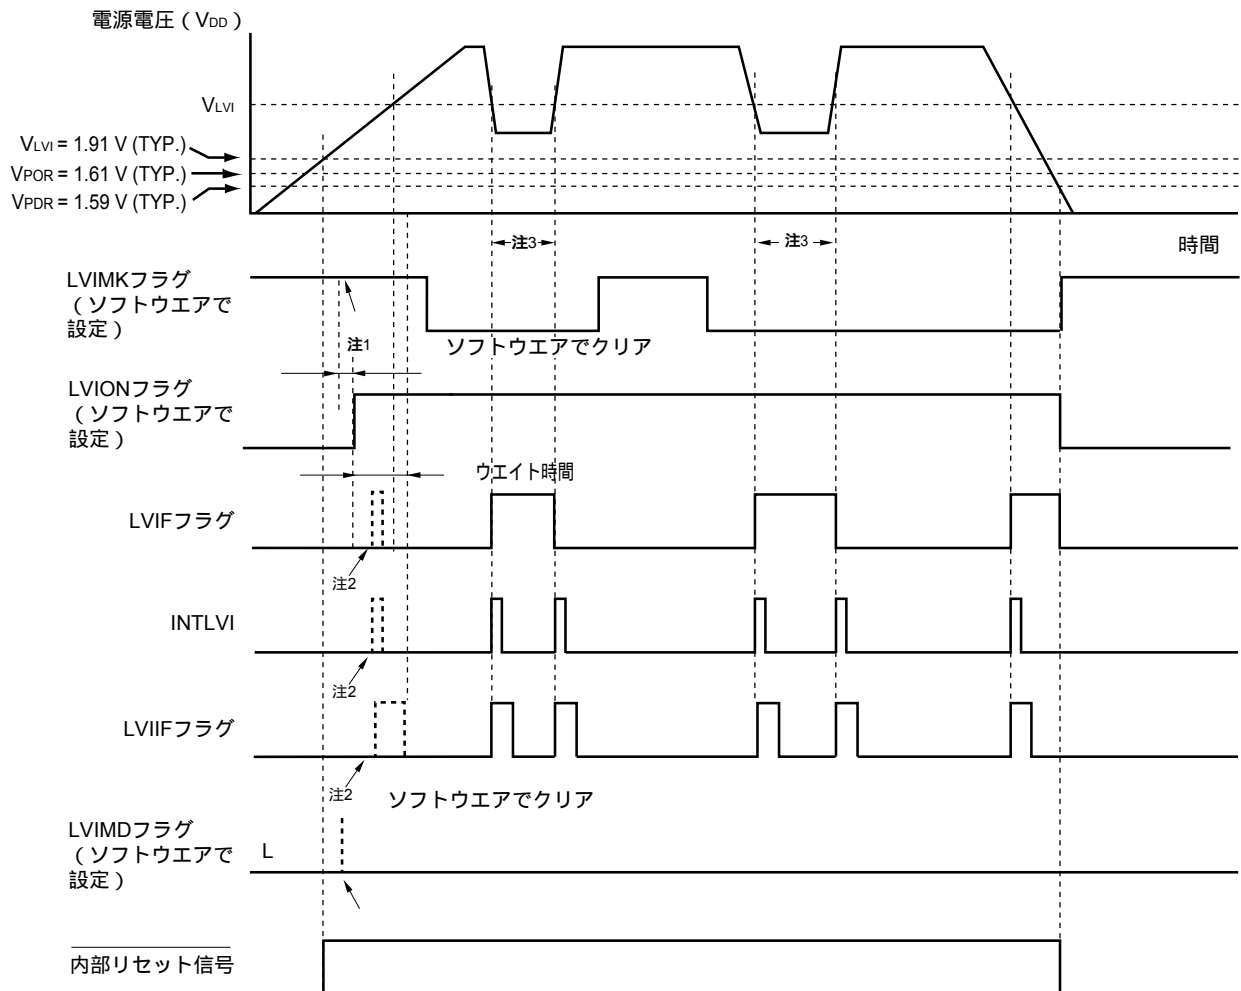 電源電圧（VDD）
VLVI
VLVI = 1.91 V (TYP.)
VPOR = 1.61 V (TYP.)
VPDR = 1.59 V (TYP.)
注3
注3
時間
LVIMKフラグ
（ソフトウエアで
設定）
注1
ソフトウエアでクリア
LVIONフラグ
（ソフトウエアで
設定）
ウエイト時間
LVIFフラグ
注2
INTLVI
注2
LVIIFフラグ
注2
ソフトウエアでクリア
LVIMDフラグ
（ソフトウエアで
設定）
L
内部リセット信号